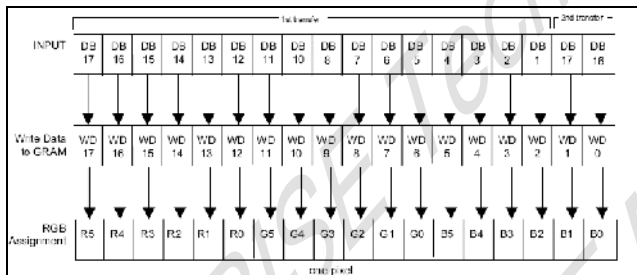 1st transfer 2nd transfer
INPUT DB 17 DB 16 DB 15 DB 14 DB 13 DB 12 DB 11 DB 10 DB 8 DB 7 DB 6 DB 5 DB 4 DB 3 DB 2 DB 1 DB 17 DB 16
Write Data to GRAM WD 17 WD 16 WD 15 WD 14 WD 13 WD 12 WD 11 WD 10 WD 9 WD 8 WD 7 WD 6 WD 5 WD 4 WD 3 WD 2 WD 1 WD 0
RGB Assignment R5 R4 R3 R2 R1 R0 G5 G4 G3 G2 G1 G0 B5 B4 B3 B2 B1 B0
one pixel
RISE Tech